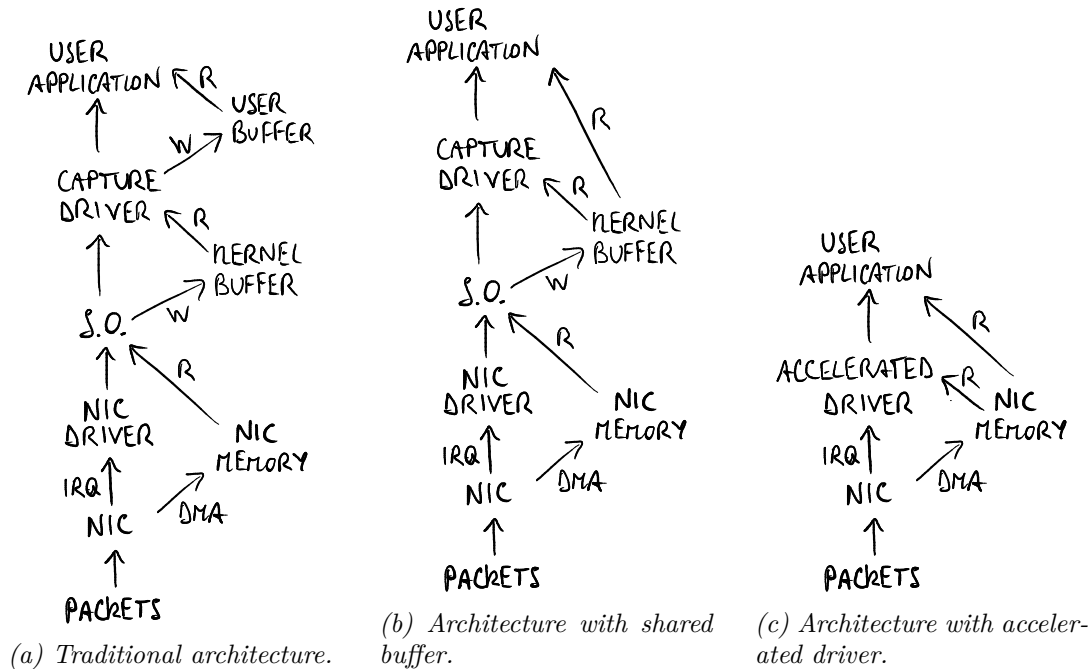 USER
APPLICATION
R
USER
BUFFER
W
CAPTURE
DRIVER
R
KERNEL
BUFFER
W
S.O.
R
NIC
DRIVER
NIC
MEMORY
IRQ
DMA
NIC
PACKETS
(a) Traditional architecture.
USER
APPLICATION
R
CAPTURE
DRIVER
R
KERNEL
BUFFER
W
S.O.
R
NIC
DRIVER
NIC
MEMORY
IRQ
DMA
NIC
PACKETS
(b) Architecture with shared
buffer.
USER
APPLICATION
R
ACCELERATED
DRIVER
R
NIC
MEMORY
IRQ
DMA
NIC
PACKETS
(c) Architecture with acceler-
ated driver.